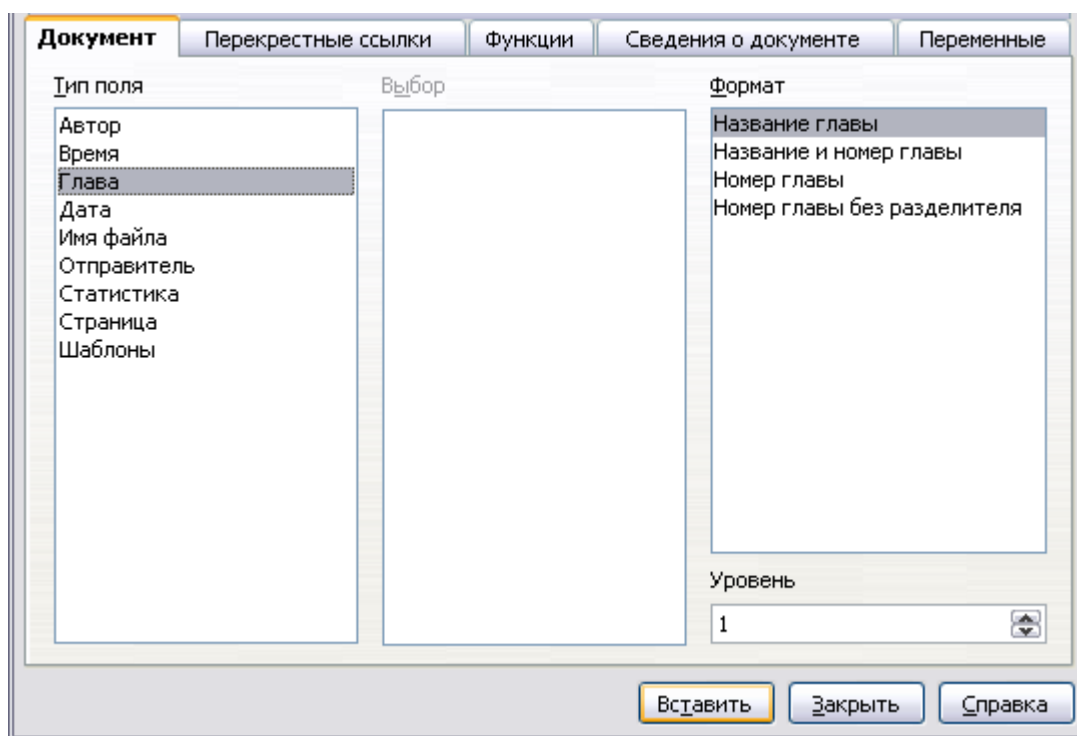 Документ Перекрестные ссылки Функции Сведения о документе Переменные
Тип поля Выбор Формат
Автор
Время
Глава
Дата
Имя файла
Отправитель
Статистика
Страница
Шаблоны
Название главы
Название и номер главы
Номер главы
Номер главы без разделителя
Уровень
1
Вставить Закрыть Справка